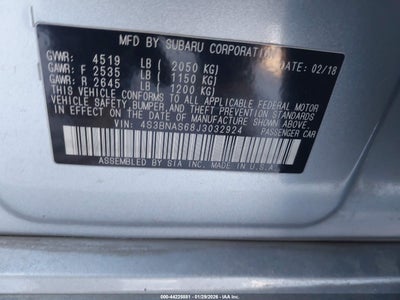 MFD BY SUBARU CORPORATION DATE: 02/18
GVWR: 4519 LB ( 2050 KG)
GAWR: F 2535 LB ( 1150 KG)
GAWR: R 2645 LB ( 1200 KG)
THIS VEHICLE CONFORMS TO ALL APPLICABLE FEDERAL MOTOR
VEHICLE SAFETY, BUMPER, AND THEFT PREVENTION STANDARDS
IN EFFECT ON THE DATE OF MANUFACTURE SHOWN ABOVE.
VIN: 4S3BNAS68J3032924 PASSENGER CAR
ASSEMBLED BY SIA INC. MADE IN U.S.A.
000-44225081 - 01/29/2026 - IAA Inc.